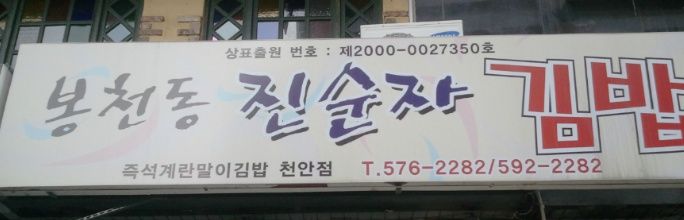 상표출원 번호 : 제2000-0027350호
봉천동 진순자 김밥
즉석계란말이김밥 천안점 T.576-2282/592-2282